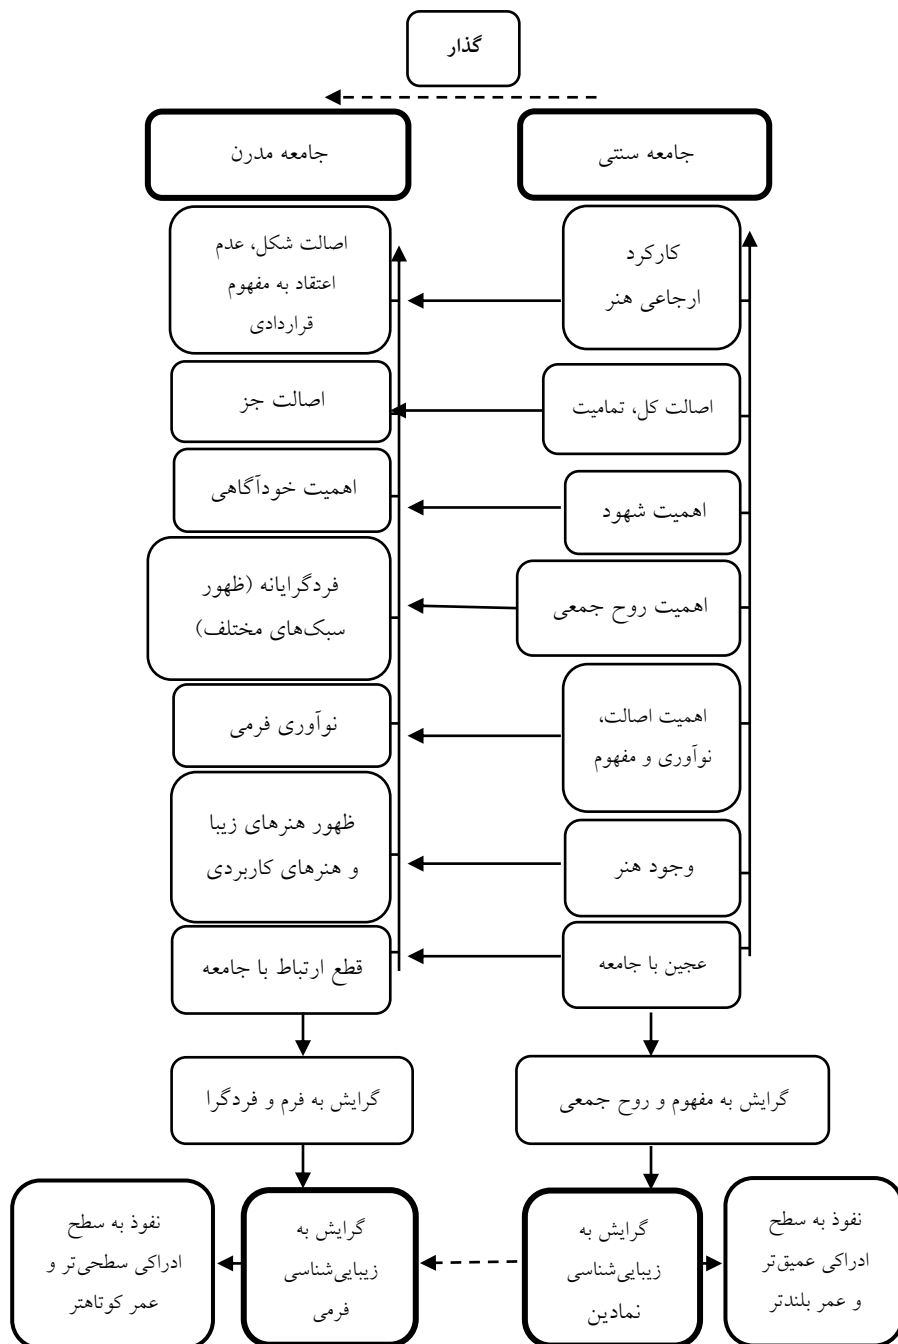 گذار
جامعه سنتی
جامعه مدرن
کارکرد
ارجاعی هنر
اصالت شکل، عدم
اعتقاد به مفهوم
قراردادی
اصالت کل، تمامیت
اصالت جز
اهمیت شهود
اهمیت خودآگاهی
اهمیت روح جمعی
فردگرایانه (ظهور
سبک‌های مختلف)
اهمیت اصالت،
نوآوری و مفهوم
نوآوری فرمی
وجود هنر
ظهور هنرهای زیبا
و هنرهای کاربردی
عجین با جامعه
قطع ارتباط با جامعه
گرایش به مفهوم و روح جمعی
گرایش به فرم و فردگرا
نفوذ به سطح
ادراکی عمیق‌تر
و عمر بلندتر
گرایش به
زیبایی‌شناسی
نمادین
گرایش به
زیبایی‌شناسی
فرمی
نفوذ به سطح
ادراکی سطحی‌تر و
عمر کوتاهتر